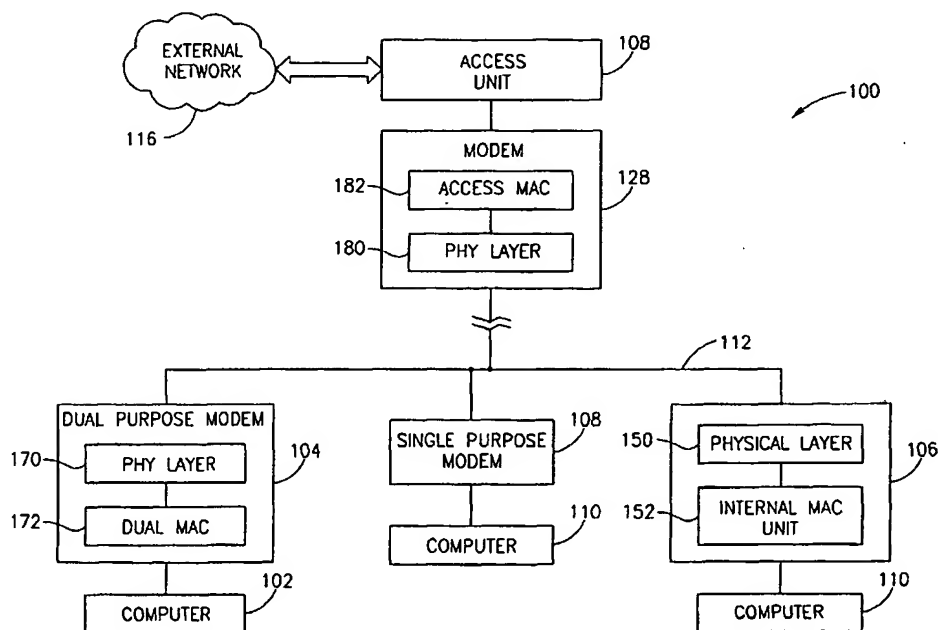 EXTERNAL
NETWORK
116
ACCESS
UNIT
108
100
MODEM
128
182
ACCESS MAC
180
PHY LAYER
112
DUAL PURPOSE MODEM
104
170
PHY LAYER
172
DUAL MAC
COMPUTER
102
SINGLE PURPOSE
MODEM
108
COMPUTER
110
150
PHYSICAL LAYER
106
152
INTERNAL MAC
UNIT
COMPUTER
110